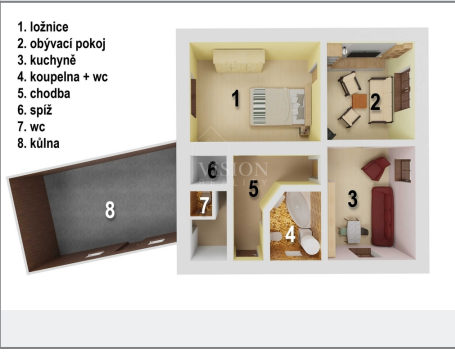 1. ložnice
2. obývací pokoj
3. kuchyně
4. koupelna + wc
5. chodba
6. spíž
7. wc
8. kůlna
1
2
VISION
6
5
7
3
8
4